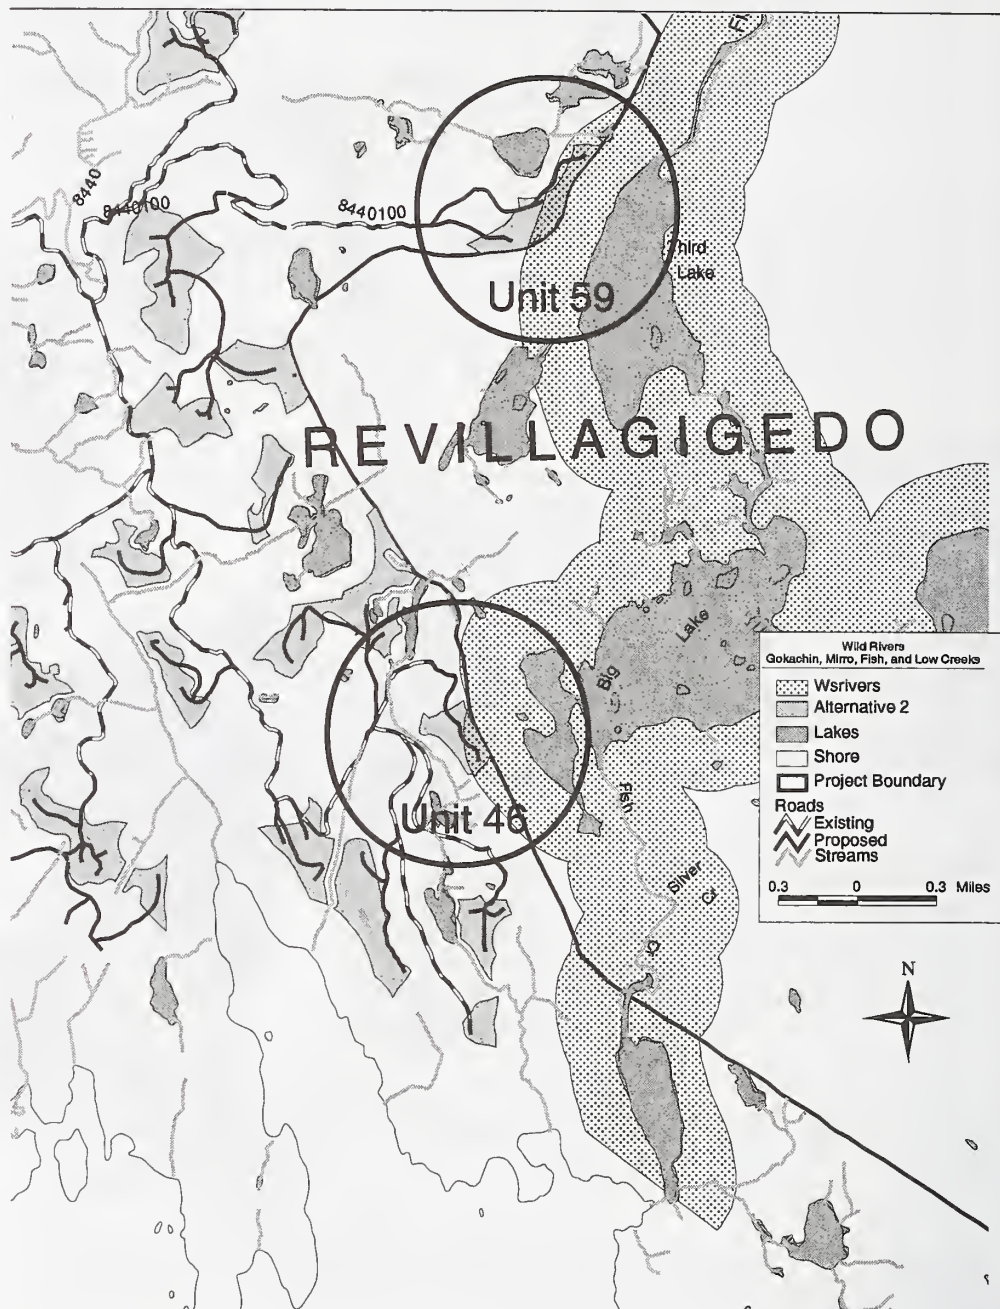 8440
8440100
8440100
Third
Lake
Unit 59
REVILLAGIGEDO
Lake
Big
Unit 46
Fish
Silver
Cr
Cr
Wild Rivers
Gokachin, Mirro, Fish, and Low Creeks
Wsrivers
Alternative 2
Lakes
Shore
Project Boundary
Roads
Existing
Proposed
Streams
0.3 0 0.3 Miles
N